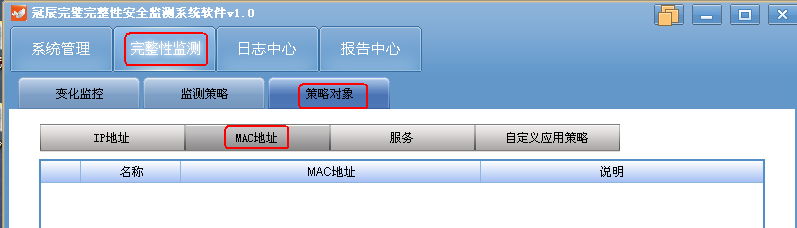 冠辰完鉴完整性安全监测系统软件v1.0
系统管理 完整性监测 日志中心 报告中心
变化监控 监测策略 策略对象
IP地址 MAC地址 服务 自定义应用策略
名称 MAC地址 说明